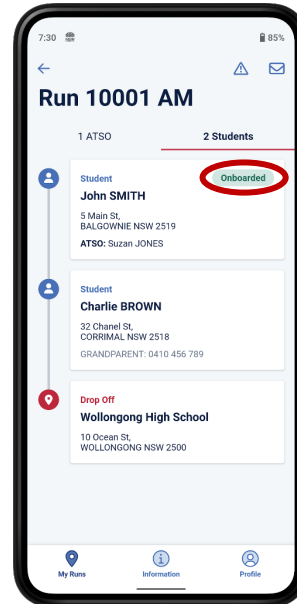 7:30
85%
Run 10001 AM
1 ATSO
2 Students
Student
Onboarded
John SMITH
5 Main St,
BALGOWNIE NSW 2519
ATSO: Suzan JONES
Student
Charlie BROWN
32 Chanel St,
CORRIMAL NSW 2518
GRANDPARENT: 0410 456 789
Drop Off
Wollongong High School
10 Ocean St,
WOLLONGONG NSW 2500
My Runs
Information
Profile